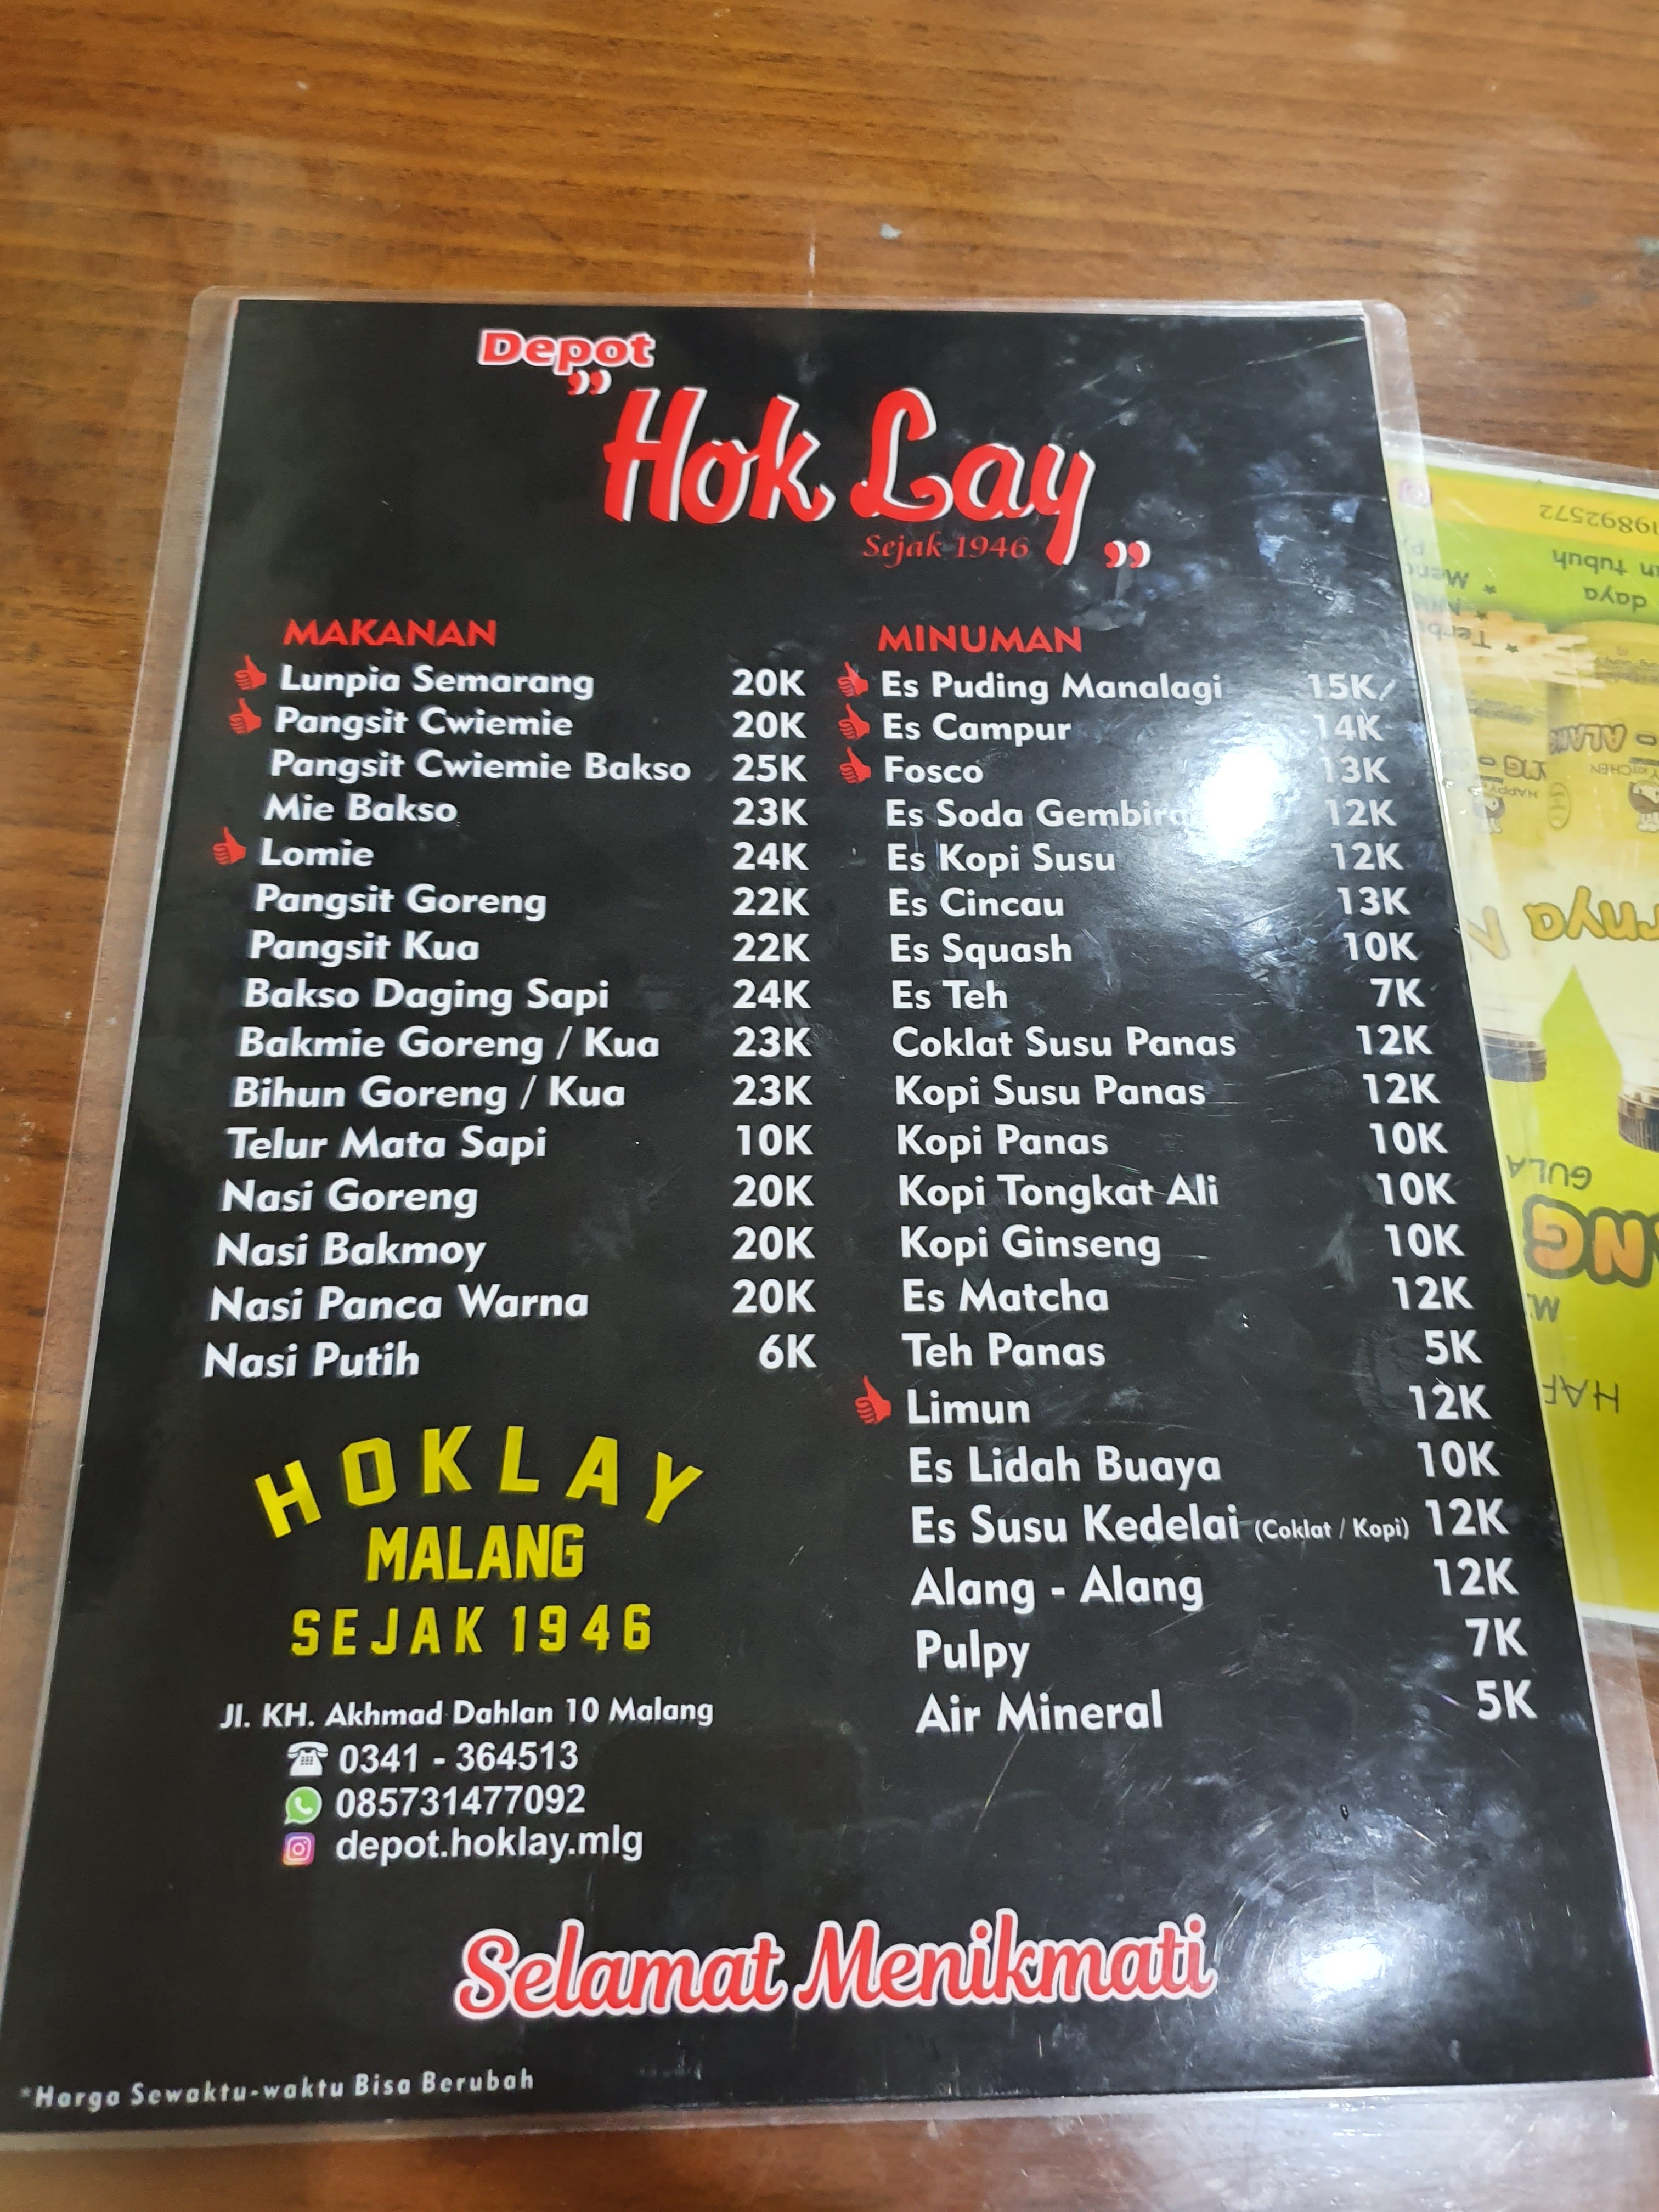 Depot
"Hok Lay"
Sejak 1946
MAKANAN
Lunpia Semarang 20K
Pangsit Cwiemie 20K
Pangsit Cwiemie Bakso 25K
Mie Bakso 23K
Lomie 24K
Pangsit Goreng 22K
Pangsit Kua 22K
Bakso Daging Sapi 24K
Bakmie Goreng / Kua 23K
Bihun Goreng / Kua 23K
Telur Mata Sapi 10K
Nasi Goreng 20K
Nasi Bakmoy 20K
Nasi Panca Warna 20K
Nasi Putih 6K
MINUMAN
Es Puding Manalagi 15K
Es Campur 14K
Fosco 13K
Es Soda Gembira 12K
Es Kopi Susu 12K
Es Cincau 13K
Es Squash 10K
Es Teh 7K
Coklat Susu Panas 12K
Kopi Susu Panas 12K
Kopi Panas 10K
Kopi Tongkat Ali 10K
Kopi Ginseng 10K
Es Matcha 12K
Teh Panas 5K
Limun 12K
Es Lidah Buaya 10K
Es Susu Kedelai (Coklat / Kopi) 12K
Alang - Alang 12K
Pulpy 7K
Air Mineral 5K
HOKLAY
MALANG
SEJAK 1946
Jl. KH. Akhmad Dahlan 10 Malang
0341 - 364513
085731477092
depot.hoklay.mlg
Selamat Menikmati
*Harga Sewaktu-waktu Bisa Berubah
19892572
tubuh
daya
ALANG
GULA